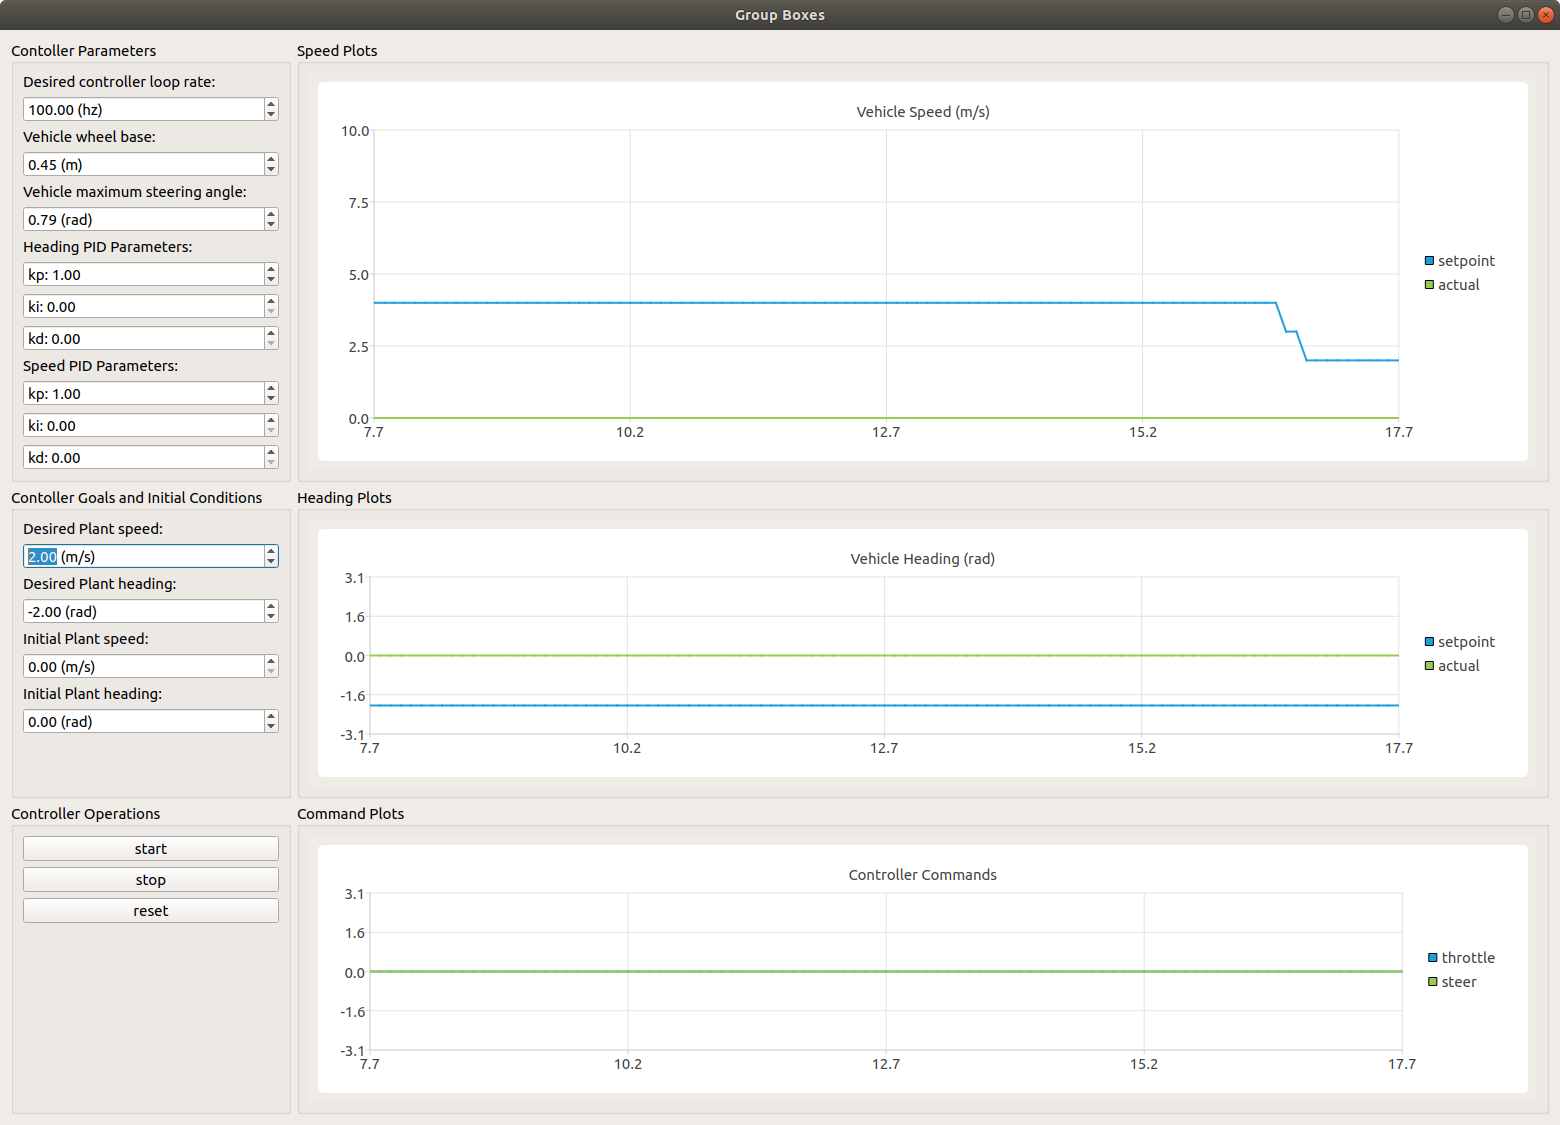 Group Boxes
Contoller Parameters
Desired controller loop rate:
100.00 (hz)
Vehicle wheel base:
0.45 (m)
Vehicle maximum steering angle:
0.79 (rad)
Heading PID Parameters:
kp: 1.00
ki: 0.00
kd: 0.00
Speed PID Parameters:
kp: 1.00
ki: 0.00
kd: 0.00
Speed Plots
Vehicle Speed (m/s)
10.0
7.5
5.0
2.5
0.0
7.7 10.2 12.7 15.2 17.7
setpoint
actual
Contoller Goals and Initial Conditions
Desired Plant speed:
2.00 (m/s)
Desired Plant heading:
-2.00 (rad)
Initial Plant speed:
0.00 (m/s)
Initial Plant heading:
0.00 (rad)
Heading Plots
Vehicle Heading (rad)
3.1
1.6
0.0
-1.6
-3.1
7.7 10.2 12.7 15.2 17.7
setpoint
actual
Controller Operations
start
stop
reset
Command Plots
Controller Commands
3.1
1.6
0.0
-1.6
-3.1
7.7 10.2 12.7 15.2 17.7
throttle
steer